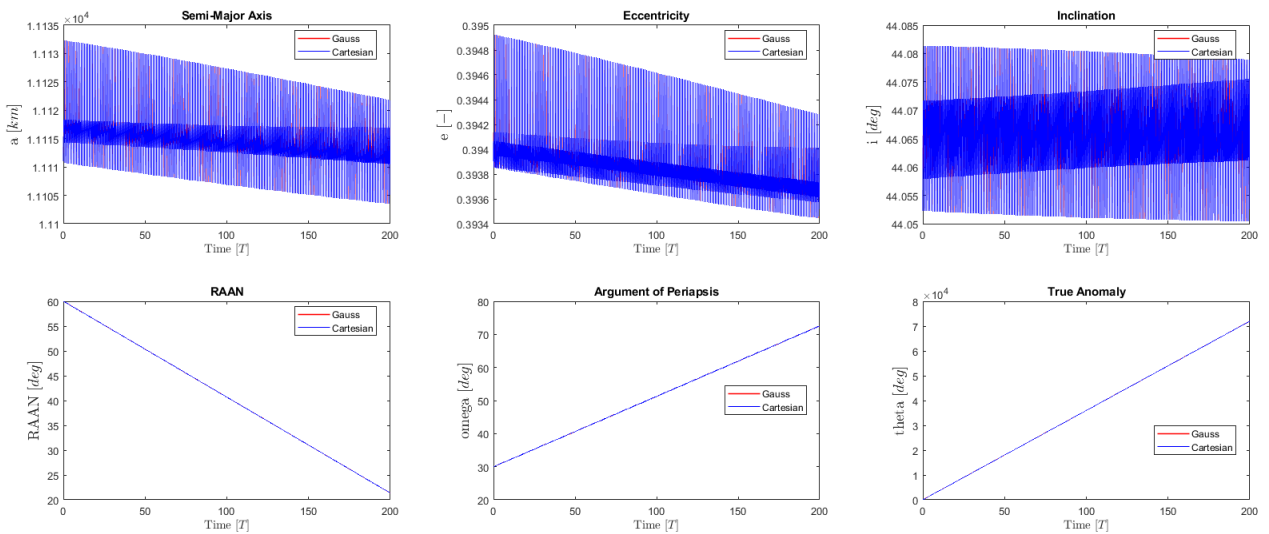 Semi-Major Axis
×10⁴
1.1135
1.113
1.1125
1.112
1.1115
1.111
1.1105
1.11
a [km]
0
50
100
150
200
Time [T]
Gauss
Cartesian
Eccentricity
0.395
0.3948
0.3946
0.3944
0.3942
0.394
0.3938
0.3936
0.3934
e [−]
0
50
100
150
200
Time [T]
Gauss
Cartesian
Inclination
44.085
44.08
44.075
44.07
44.065
44.06
44.055
44.05
i [deg]
0
50
100
150
200
Time [T]
Gauss
Cartesian
RAAN
60
55
50
45
40
35
30
25
20
RAAN [deg]
0
50
100
150
200
Time [T]
Gauss
Cartesian
Argument of Periapsis
80
70
60
50
40
30
20
omega [deg]
0
50
100
150
200
Time [T]
Gauss
Cartesian
True Anomaly
×10⁴
8
7
6
5
4
3
2
1
0
theta [deg]
0
50
100
150
200
Time [T]
Gauss
Cartesian